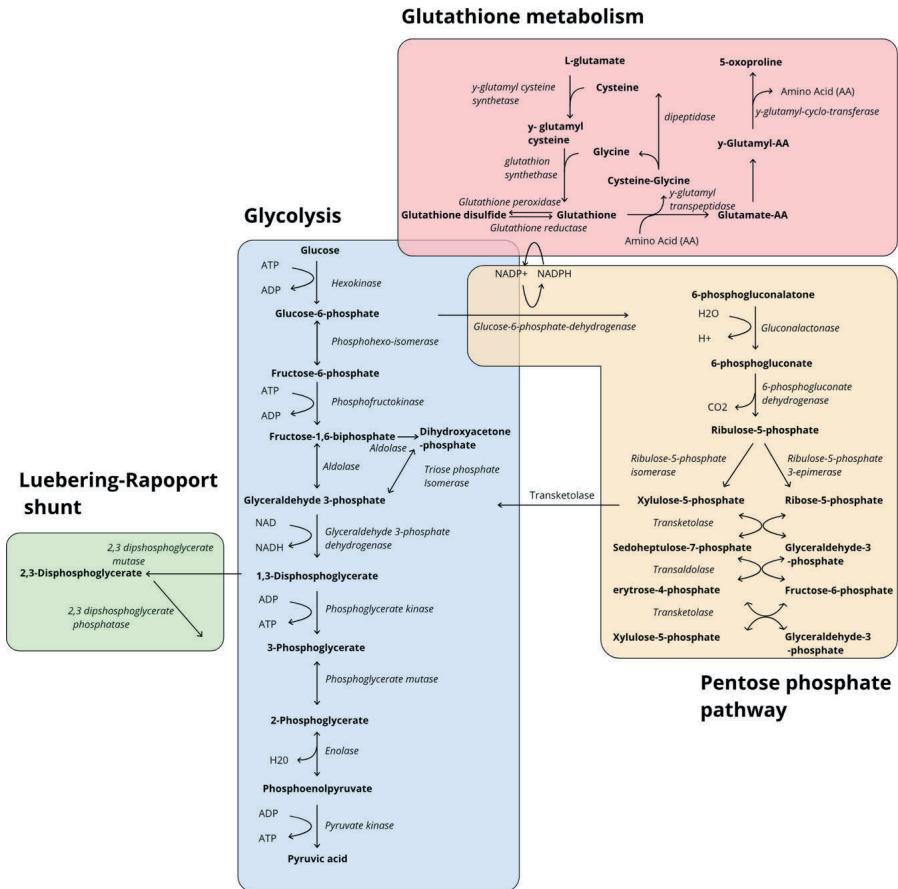 Glutathione metabolism
L-glutamate
y-glutamyl cysteine
synthetase
Cysteine
y- glutamyl
cysteine
glutathion
synthethase
Glycine
dipeptidase
Cysteine-Glycine
y-glutamyl
transpeptidase
Glutathione peroxidase
Glutathione disulfide
Glutathione
Glutathione reductase
Amino Acid (AA)
Glutamate-AA
y-Glutamyl-AA
5-oxoproline
Amino Acid (AA)
y-glutamyl-cyclo-transferase
NADP+
NADPH
Glycolysis
Glucose
ATP
ADP
Hexokinase
Glucose-6-phosphate
Glucose-6-phosphate-dehydrogenase
Phosphohexo-isomerase
Fructose-6-phosphate
ATP
ADP
Phosphofructokinase
Fructose-1,6-biphosphate
Aldolase
Dihydroxyacetone
-phosphate
Aldolase
Triose phosphate
Isomerase
Glyceraldehyde 3-phosphate
NAD
NADH
Glyceraldehyde 3-phosphate
dehydrogenase
1,3-Disphosphoglycerate
ADP
ATP
Phosphoglycerate kinase
3-Phosphoglycerate
Phosphoglycerate mutase
2-Phosphoglycerate
H20
Enolase
Phosphoenolpyruvate
ADP
ATP
Pyruvate kinase
Pyruvic acid
Luebering-Rapoport
shunt
2,3 dipshosphoglycerate
mutase
2,3-Disphosphoglycerate
2,3 dipshosphoglycerate
phosphatase
6-phosphogluconalatone
H2O
H+
Gluconalactonase
6-phosphogluconate
CO2
6-phosphogluconate
dehydrogenase
Ribulose-5-phosphate
Ribulose-5-phosphate
isomerase
Ribulose-5-phosphate
3-epimerase
Transketolase
Xylulose-5-phosphate
Ribose-5-phosphate
Transketolase
Sedoheptulose-7-phosphate
Glyceraldehyde-3
-phosphate
Transaldolase
erytrose-4-phosphate
Fructose-6-phosphate
Transketolase
Xylulose-5-phosphate
Glyceraldehyde-3
-phosphate
Pentose phosphate
pathway